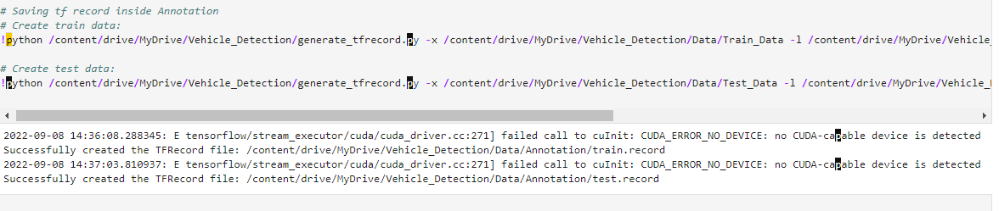 # Saving tf record inside Annotation
# Create train data:
!python /content/drive/MyDrive/Vehicle_Detection/generate_tfrecord.py -x /content/drive/MyDrive/Vehicle_Detection/Data/Train_Data -l /content/drive/MyDrive/Vehicle_
# Create test data:
!python /content/drive/MyDrive/Vehicle_Detection/generate_tfrecord.py -x /content/drive/MyDrive/Vehicle_Detection/Data/Test_Data -l /content/drive/MyDrive/Vehicle_
2022-09-08 14:36:08.288345: E tensorflow/stream_executor/cuda/cuda_driver.cc:271] failed call to cuInit: CUDA_ERROR_NO_DEVICE: no CUDA-capable device is detected
Successfully created the TFRecord file: /content/drive/MyDrive/Vehicle_Detection/Data/Annotation/train.record
2022-09-08 14:37:03.810937: E tensorflow/stream_executor/cuda/cuda_driver.cc:271] failed call to cuInit: CUDA_ERROR_NO_DEVICE: no CUDA-capable device is detected
Successfully created the TFRecord file: /content/drive/MyDrive/Vehicle_Detection/Data/Annotation/test.record